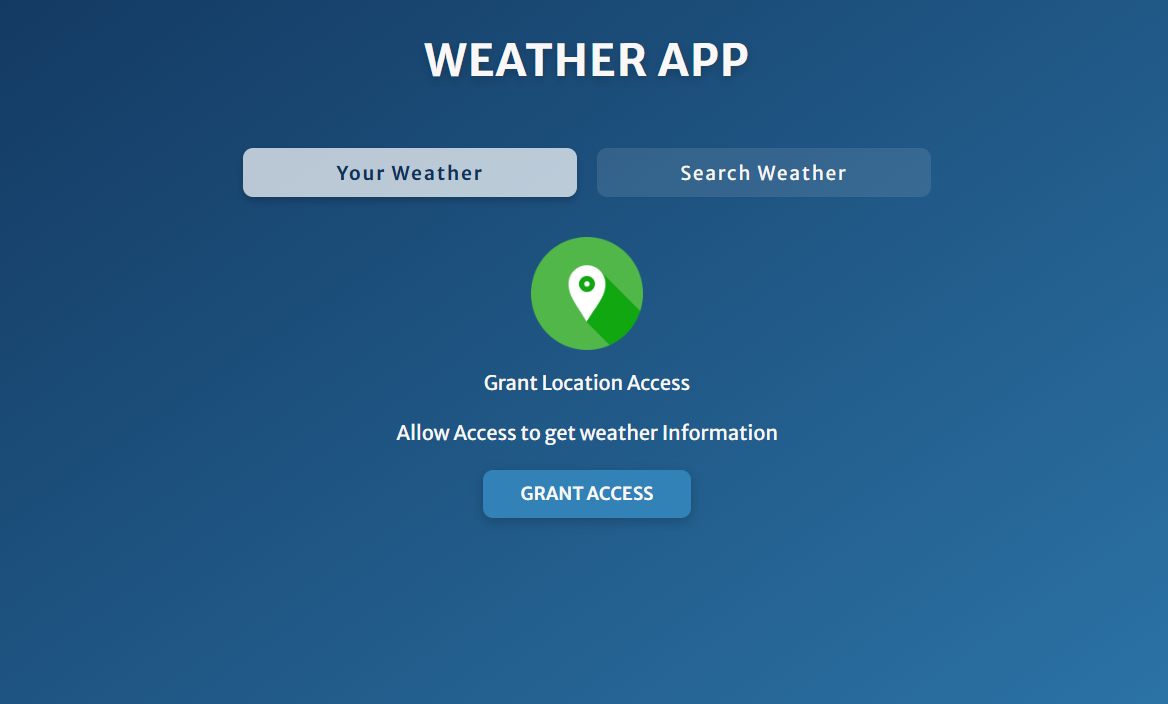 WEATHER APP
Your Weather
Search Weather
Grant Location Access
Allow Access to get weather Information
GRANT ACCESS